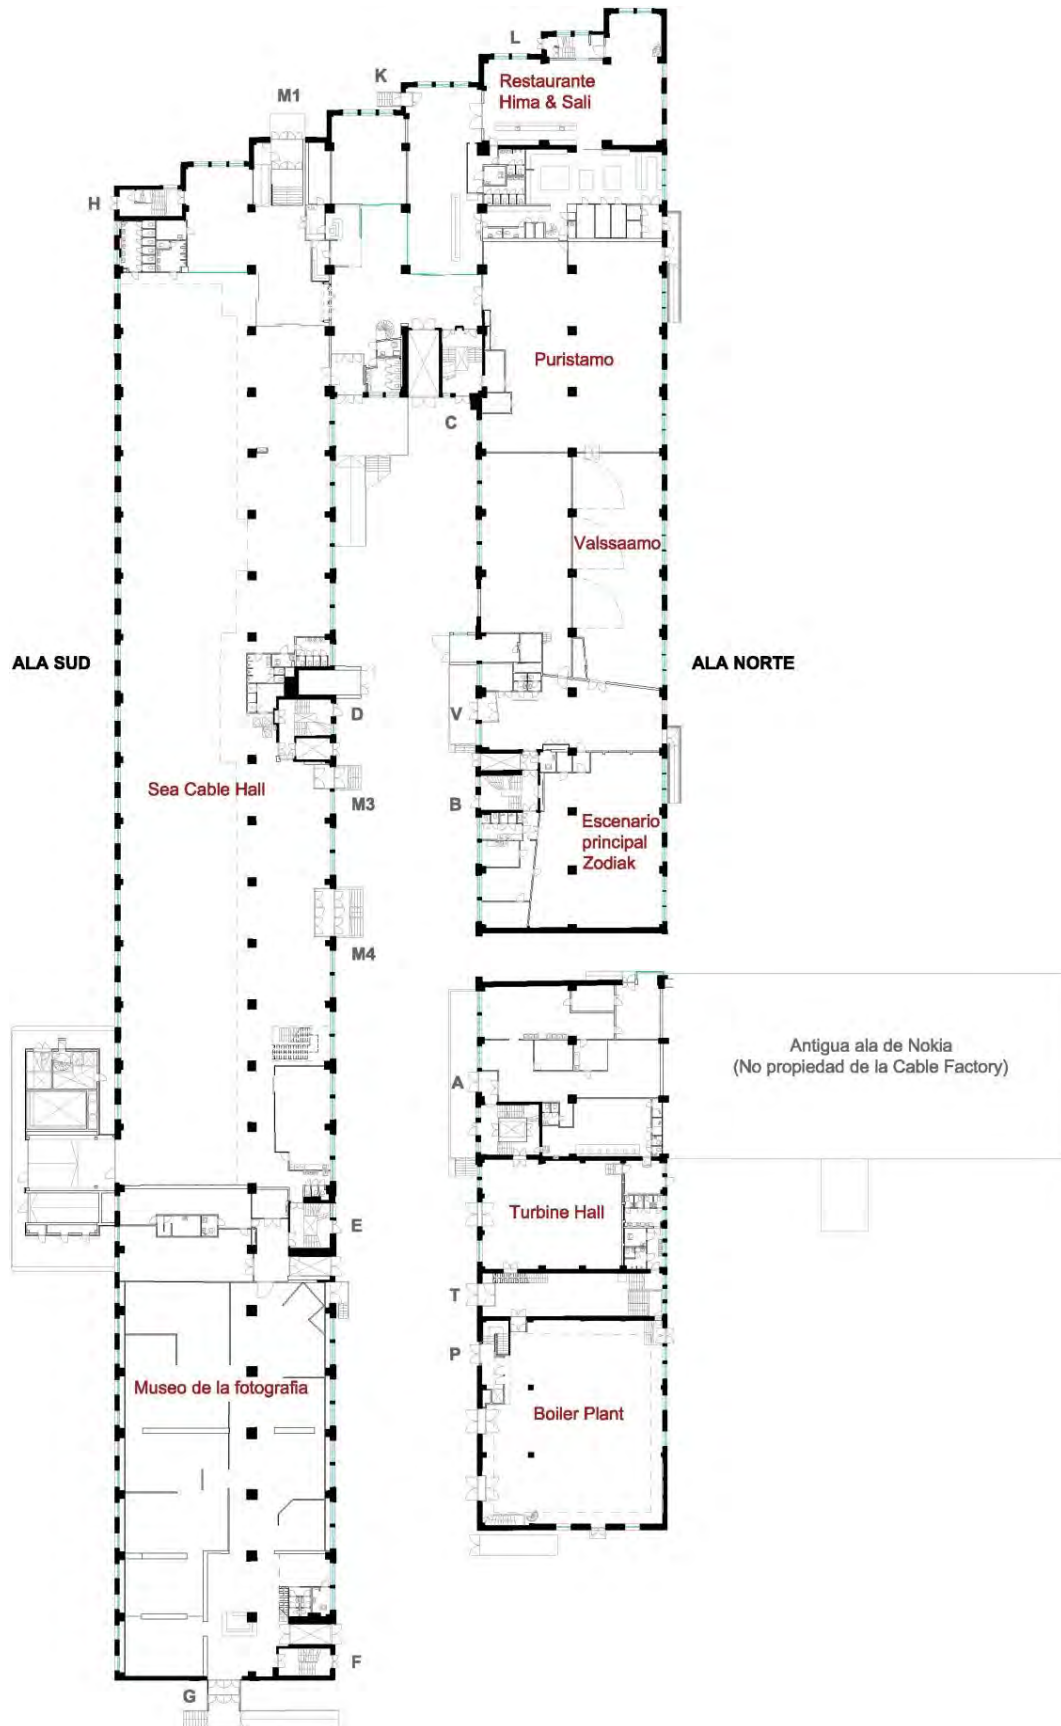 L
Restaurante
Hima & Sali
K
M1
H
Puristamo
C
Valssaamo
ALA SUD
ALA NORTE
D
V
Sea Cable Hall
M3
B
Escenario
principal
Zodiak
M4
Antigua ala de Nokia
(No propiedad de la Cable Factory)
A
Turbine Hall
E
T
P
Museo de la fotografia
Boiler Plant
F
G